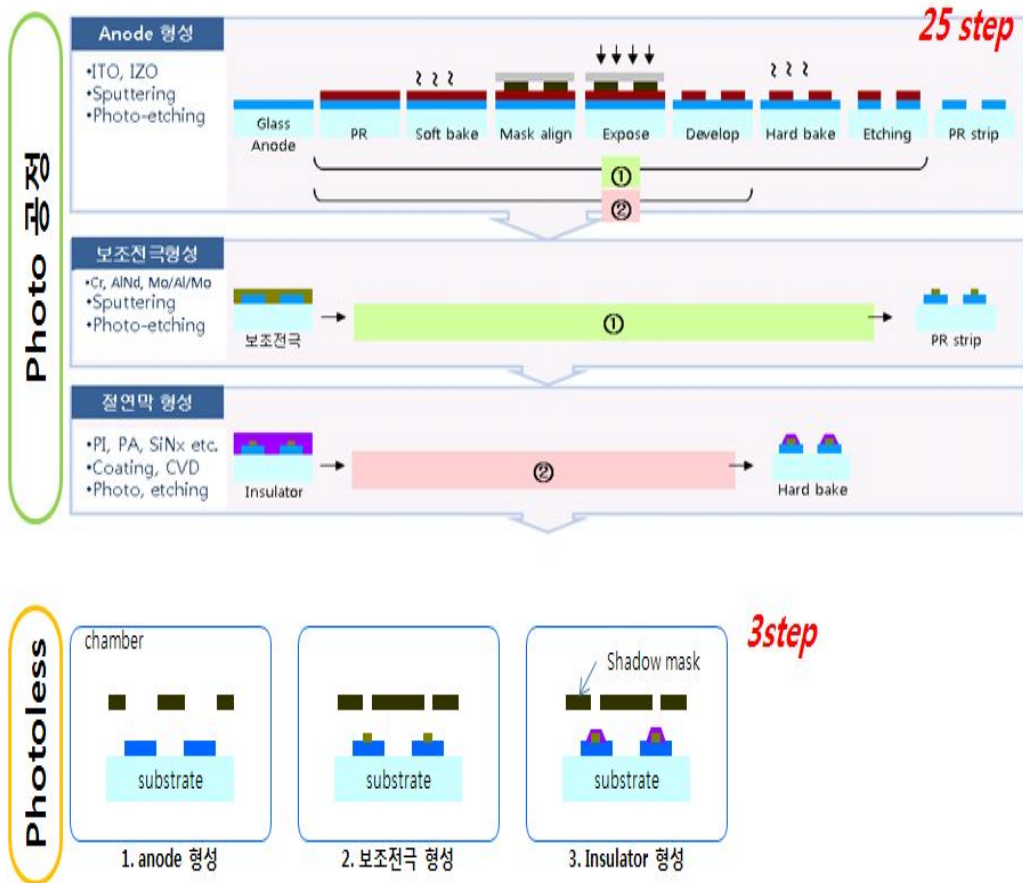 Photo 공정
Anode 형성
25 step
•ITO, IZO
•Sputtering
•Photo-etching
Glass
Anode
PR
Soft bake
Mask align
Expose
Develop
Hard bake
Etching
PR strip
①
②
보조전극형성
•Cr, AlNd, Mo/Al/Mo
•Sputtering
•Photo-etching
보조전극
①
PR strip
절연막 형성
•PI, PA, SiNx etc.
•Coating, CVD
•Photo, etching
Insulator
②
Hard bake
Photoless
3step
chamber
substrate
1. anode 형성
substrate
2. 보조전극 형성
Shadow mask
substrate
3. Insulator 형성